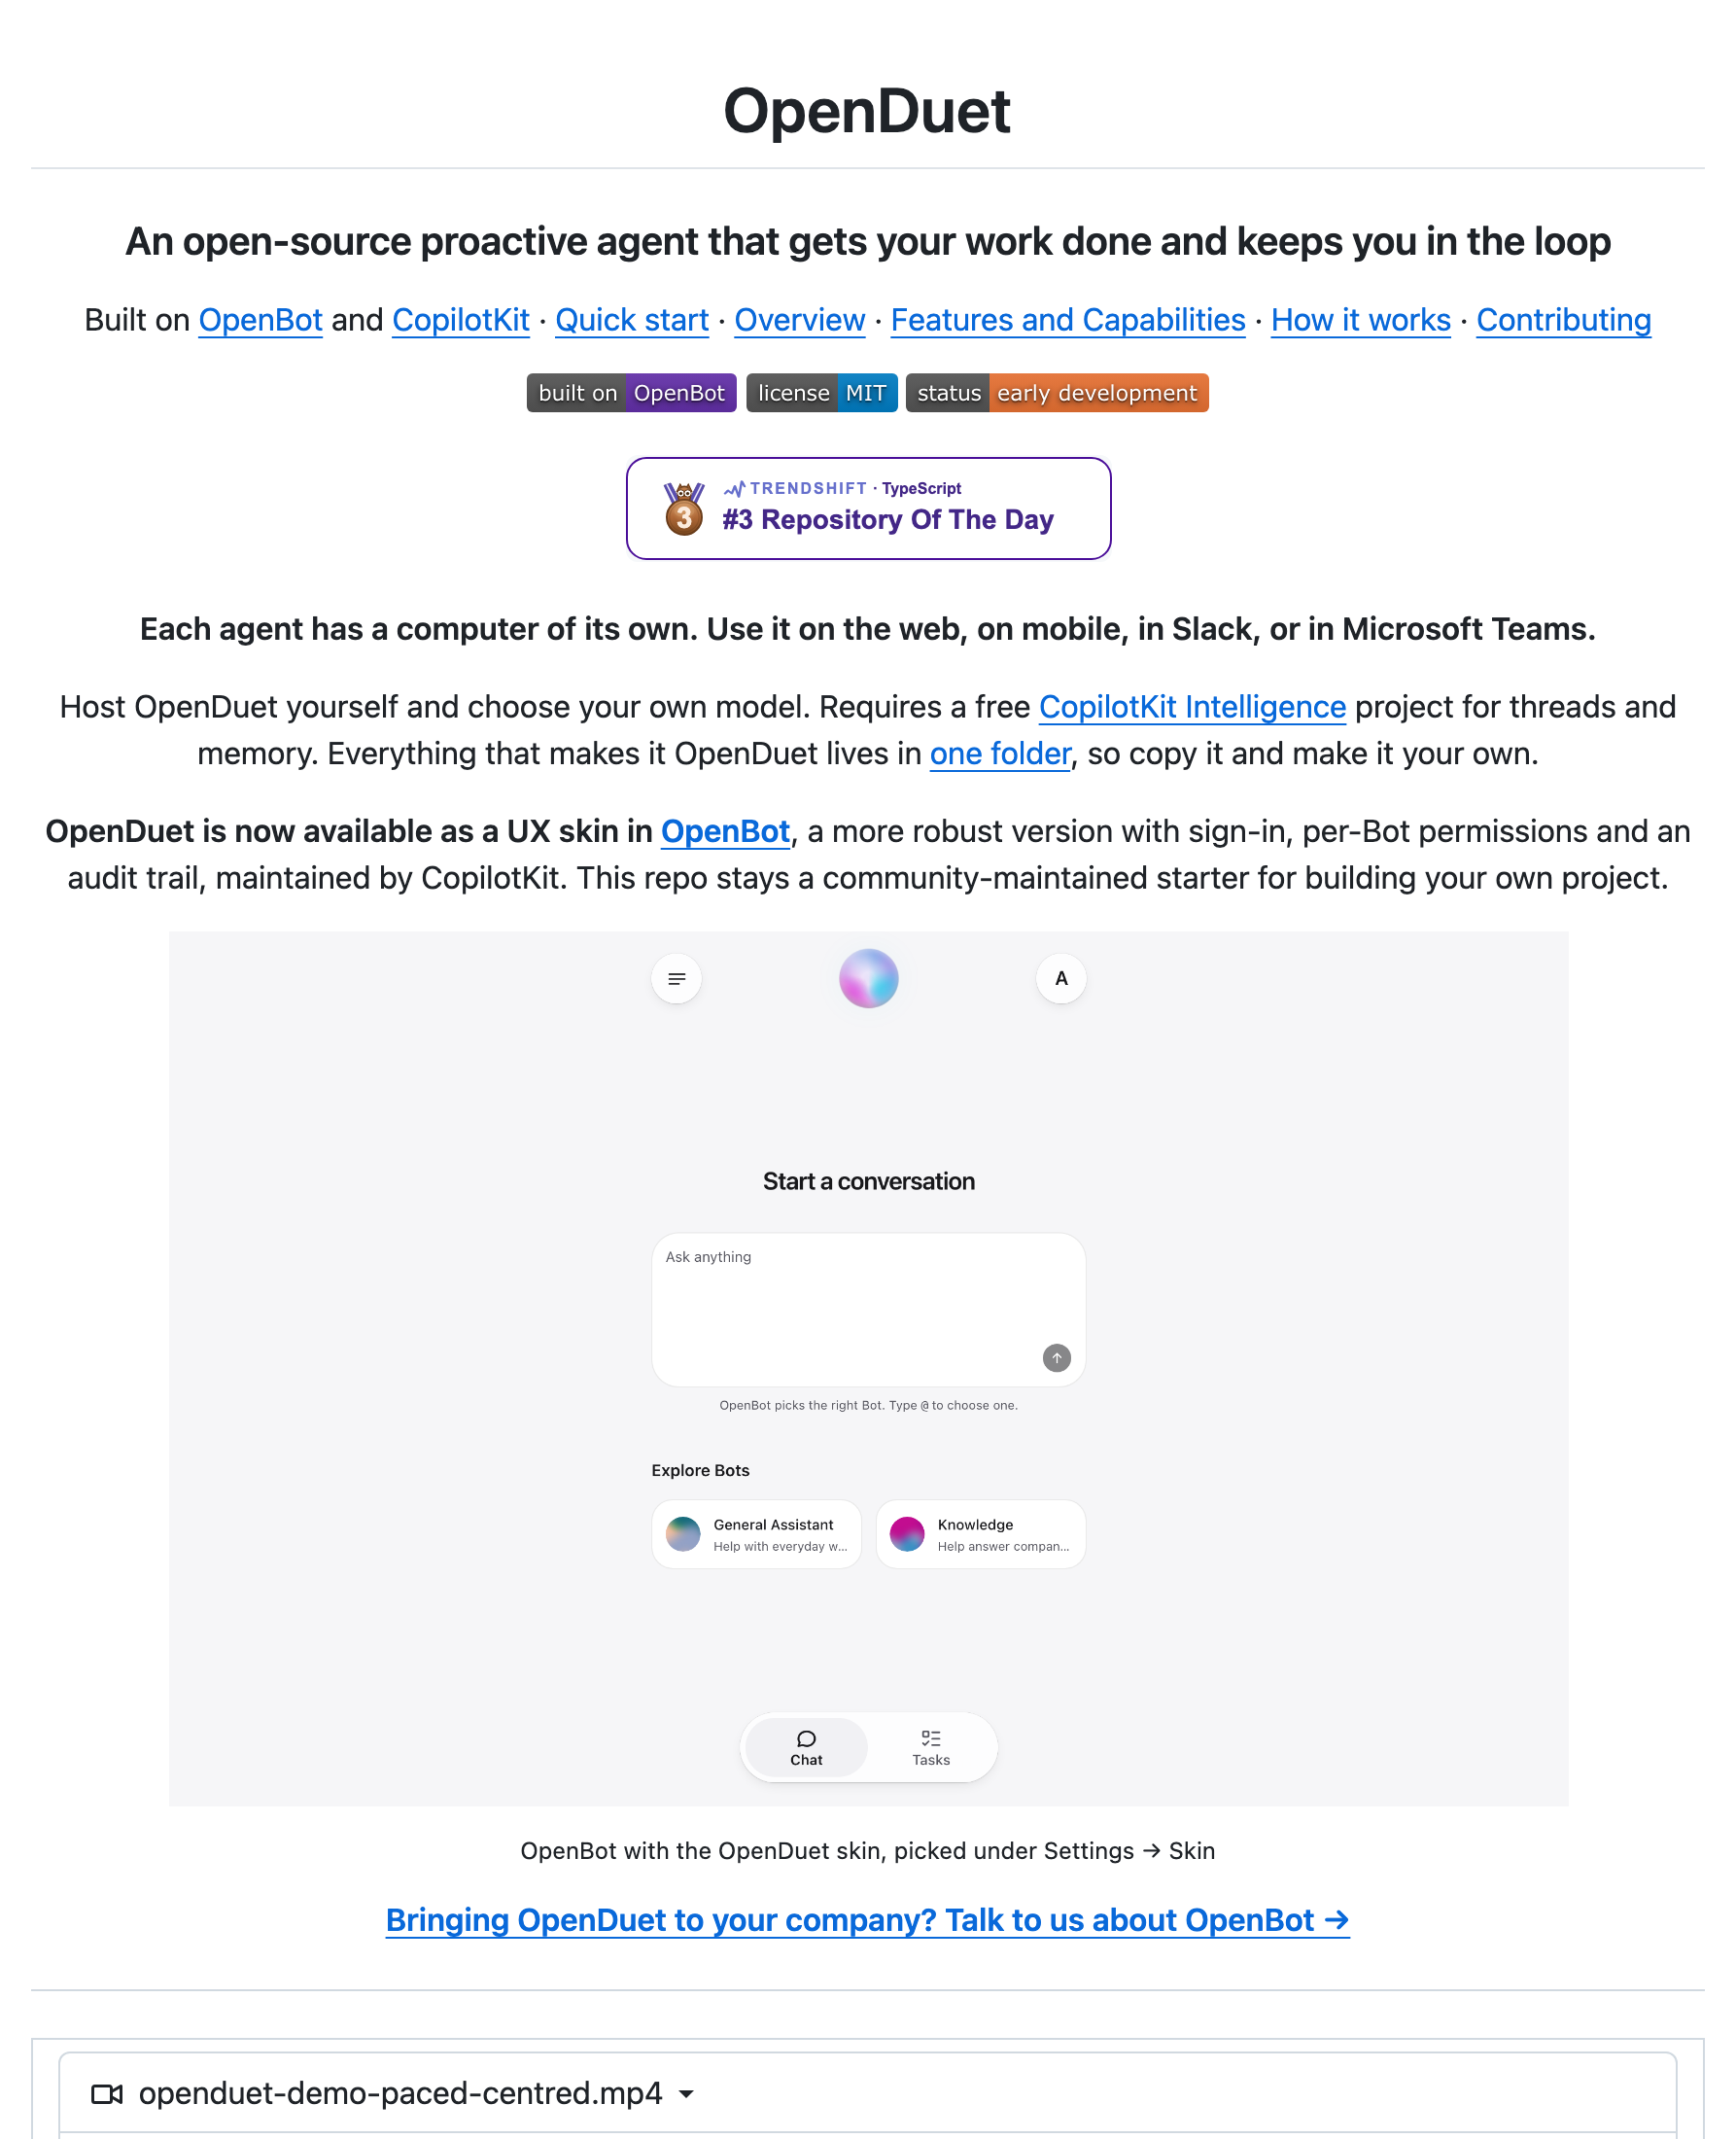 OpenDuet
An open-source proactive agent that gets your work done and keeps you in the loop
Built on OpenBot and CopilotKit · Quick start · Overview · Features and Capabilities · How it works · Contributing
built on OpenBot license MIT status early development
TRENDSHIFT · TypeScript
3 #3 Repository Of The Day
Each agent has a computer of its own. Use it on the web, on mobile, in Slack, or in Microsoft Teams.
Host OpenDuet yourself and choose your own model. Requires a free CopilotKit Intelligence project for threads and
memory. Everything that makes it OpenDuet lives in one folder, so copy it and make it your own.
OpenDuet is now available as a UX skin in OpenBot, a more robust version with sign-in, per-Bot permissions and an
audit trail, maintained by CopilotKit. This repo stays a community-maintained starter for building your own project.
A
Start a conversation
Ask anything
OpenBot picks the right Bot. Type @ to choose one.
Explore Bots
General Assistant Knowledge
Help with everyday w... Help answer compan...
Chat Tasks
OpenBot with the OpenDuet skin, picked under Settings → Skin
Bringing OpenDuet to your company? Talk to us about OpenBot →
openduet-demo-paced-centred.mp4